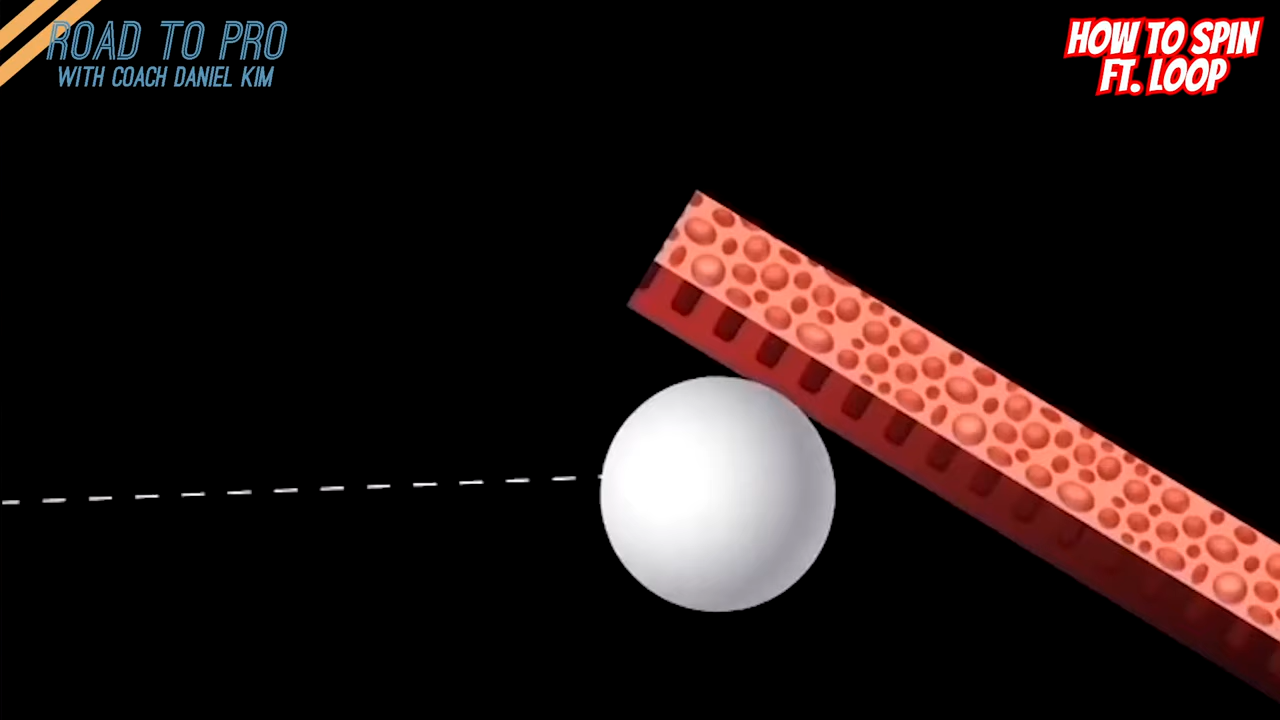 ROAD TO PRO
WITH COACH DANIEL KIM
HOW TO SPIN
FT. LOOP